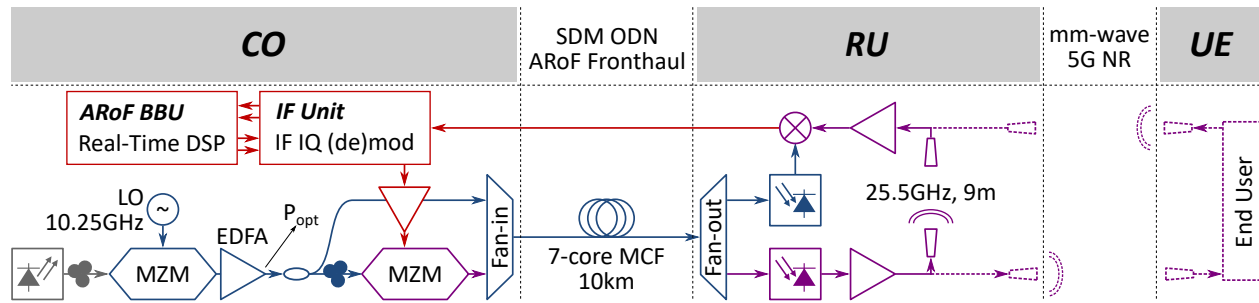 CO
SDM ODN
ARoF Fronthaul
RU
mm-wave
5G NR
UE
ARoF BBU
Real-Time DSP
IF Unit
IF IQ (de)mod
LO
10.25GHz
~
EDFA
Popt
MZM
MZM
Fan-in
7-core MCF
10km
Fan-out
25.5GHz, 9m
End User